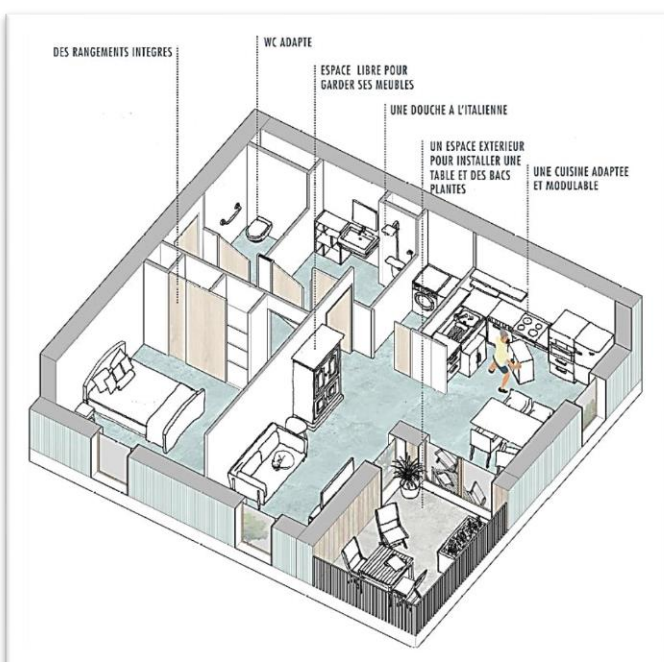 DES RANGEMENTS INTEGRES
WC ADAPTE
ESPACE LIBRE POUR
GARDER SES MEUBLES
UNE DOUCHE A L'ITALIENNE
UN ESPACE EXTERIEUR
POUR INSTALLER UNE
TABLE ET DES BACS
PLANTES
UNE CUISINE ADAPTEE
ET MODULABLE